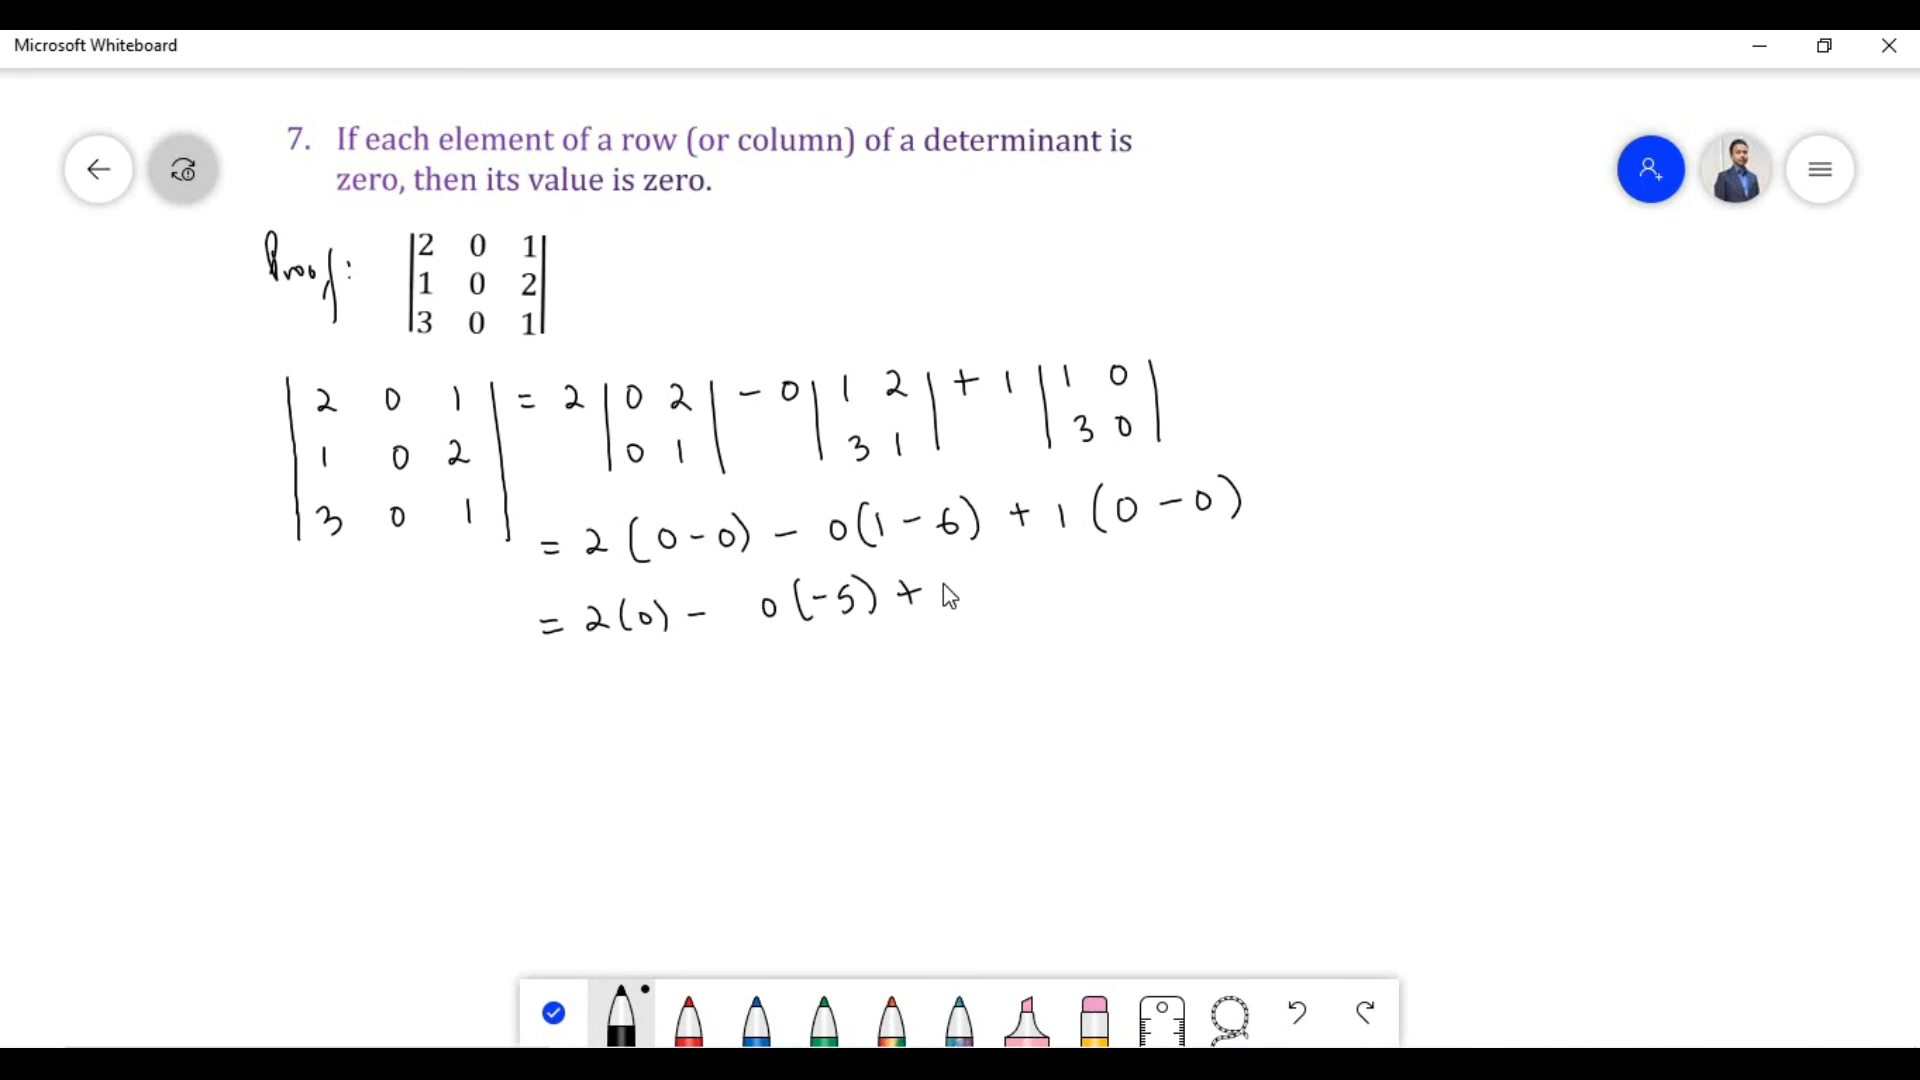 Microsoft Whiteboard
7. If each element of a row (or column) of a determinant is
zero, then its value is zero.
Proof:
|2 0 1|
|1 0 2|
|3 0 1|
|2 0 1| = 2 |0 2| - 0 |1 2| + 1 |1 0|
|1 0 2| |0 1| |3 1| |3 0|
|3 0 1|
= 2 (0-0) - 0(1-6) + 1 (0-0)
= 2(0) - 0(-5) +